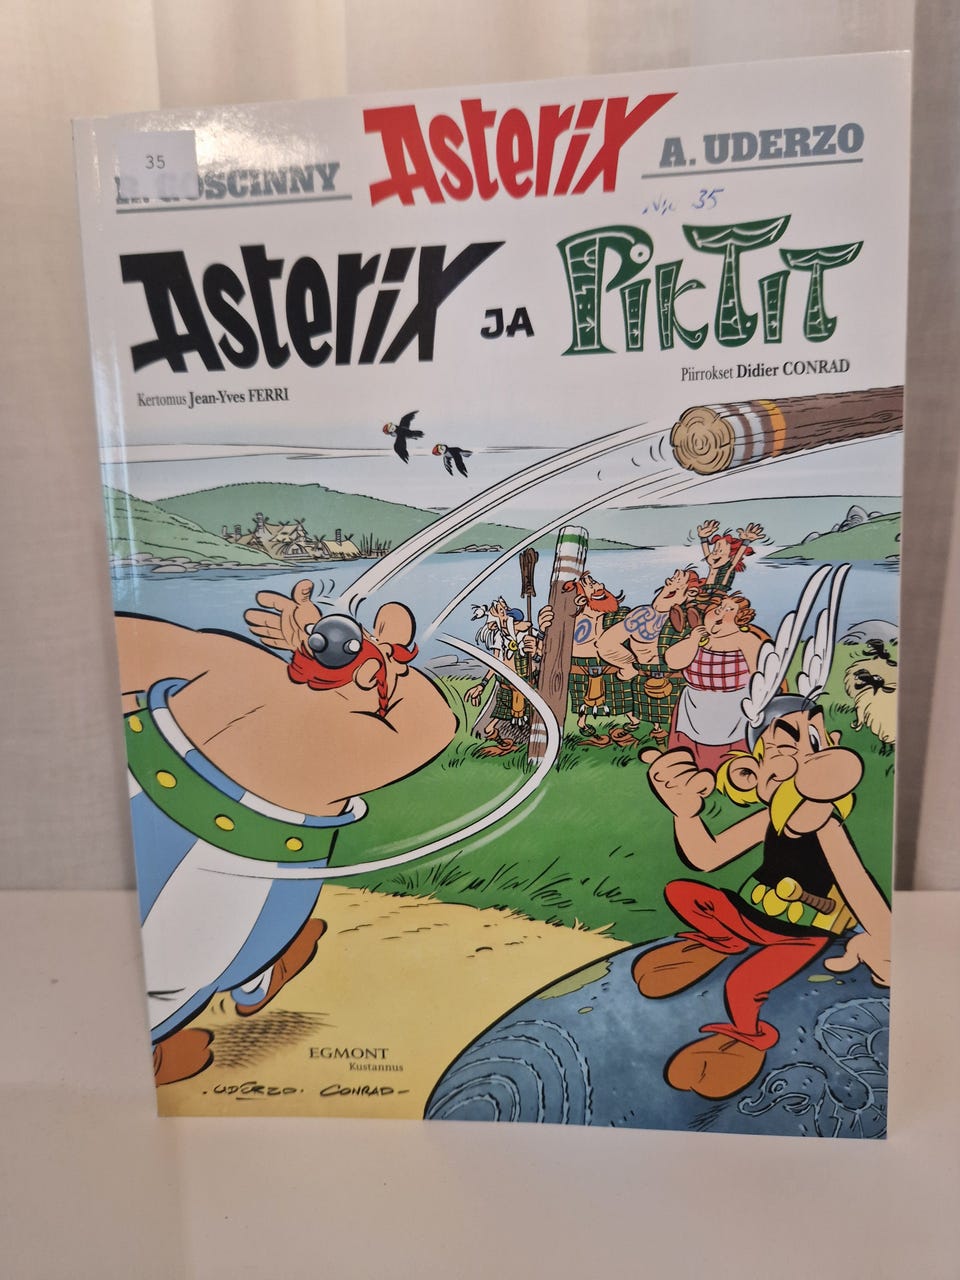 35
R. GOSCINNY
Asterix
A. UDERZO
35
Asterix JA PIKTIT
Kertomus Jean-Yves FERRI
Piirrokset Didier CONRAD
EGMONT
Kustannus
UDERZO. CONRAD